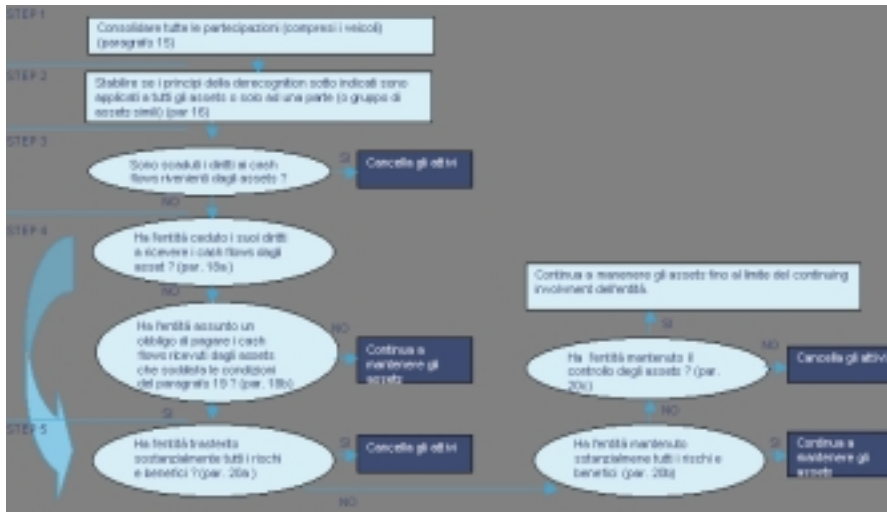 STEP 1
Consolidare tutte le partecipazioni (compresi i veicoli)
(paragrafo 15)
STEP 2
Stabilire se i principi della derecognition sotto indicati sono
applicati a tutti gli assets o solo ad una parte (o gruppo di
assets simili) (par 16)
STEP 3
Sono scaduti i diritti ai cash
flows rivenienti dagli assets ?
SI
Cancella gli attivi
NO
STEP 4
Ha l'entità ceduto i suoi diritti
a ricevere i cash flows dagli
asset ? (par. 18a)
NO
Ha l'entità assunto un
obbligo di pagare i cash
flows ricevuti dagli assets
che soddisfa le condizioni
del paragrafo 19 ? (par. 18b)
NO
Continua a
mantenere gli
assets
SI
STEP 5
Ha l'entità trasferito
sostanzialmente tutti i rischi
e benefici ?(par. 20a )
SI
Cancella gli attivi
NO
Ha l'entità mantenuto
sotanzialmene tutti i rischi e
benefici (par. 20b)
SI
Continua a
mantenere gli
assets
NO
Ha l'entità mantenuto il
controllo degli assets ? (par.
20c)
NO
Cancella gli attivi
SI
Continua a manenere gli assets fino al limite del continuing
involvment dell'entità.